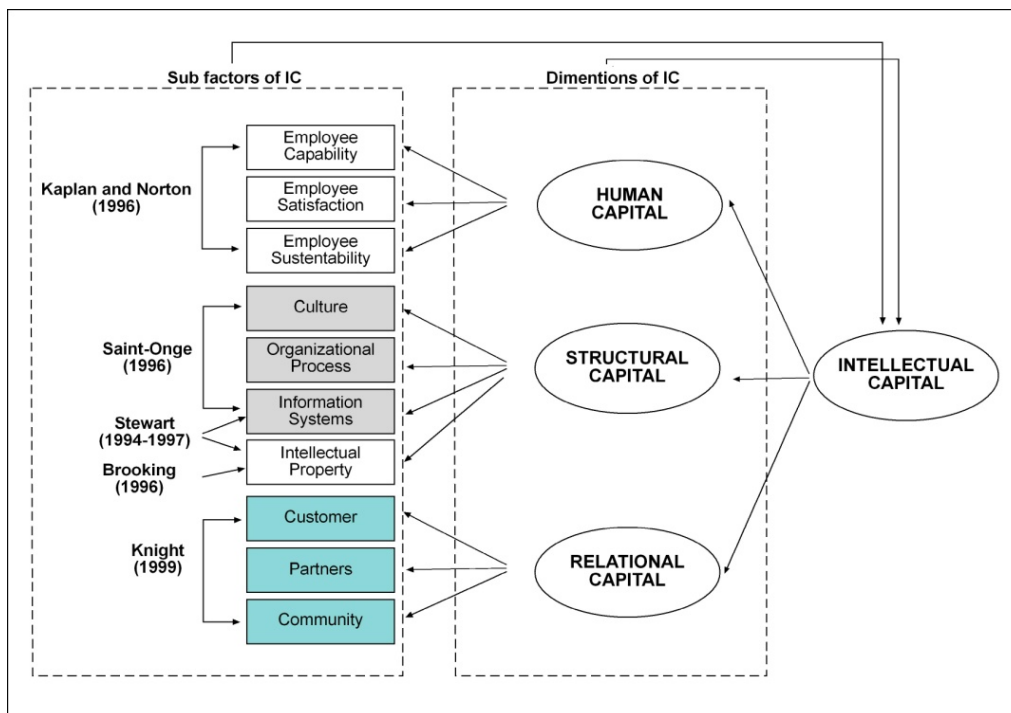 Sub factors of IC
Dimentions of IC
Kaplan and Norton
(1996)
Employee
Capability
Employee
Satisfaction
Employee
Sustentability
HUMAN
CAPITAL
Saint-Onge
(1996)
Culture
Organizational
Process
Information
Systems
Stewart
(1994-1997)
Intellectual
Property
Brooking
(1996)
STRUCTURAL
CAPITAL
INTELLECTUAL
CAPITAL
Knight
(1999)
Customer
Partners
Community
RELATIONAL
CAPITAL